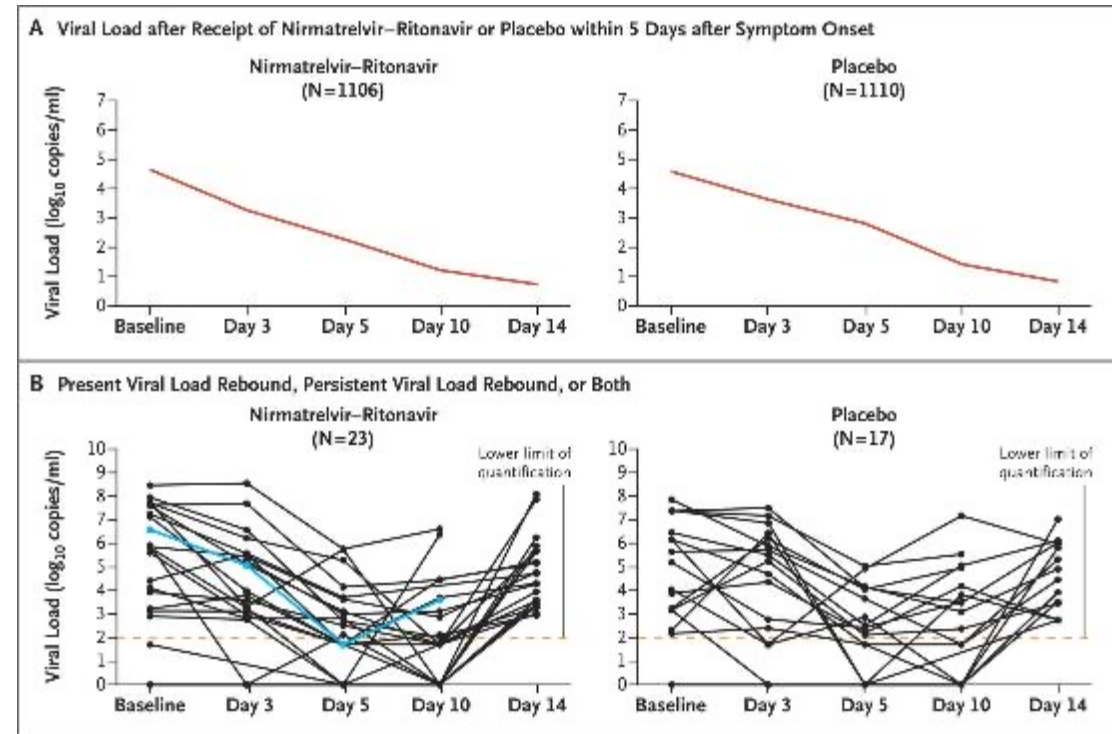 A Viral Load after Receipt of Nirmatrelvir–Ritonavir or Placebo within 5 Days after Symptom Onset
Nirmatrelvir–Ritonavir
(N=1106)
Viral Load (log10 copies/ml)
7
6
5
4
3
2
1
0
Baseline Day 3 Day 5 Day 10 Day 14
Placebo
(N=1110)
7
6
5
4
3
2
1
0
Baseline Day 3 Day 5 Day 10 Day 14
B Present Viral Load Rebound, Persistent Viral Load Rebound, or Both
Nirmatrelvir–Ritonavir
(N=23)
Viral Load (log10 copies/ml)
10
9
8
7
6
5
4
3
2
1
0
Lower limit of
quantification
Baseline Day 3 Day 5 Day 10 Day 14
Placebo
(N=17)
10
9
8
7
6
5
4
3
2
1
0
Lower limit of
quantification
Baseline Day 3 Day 5 Day 10 Day 14